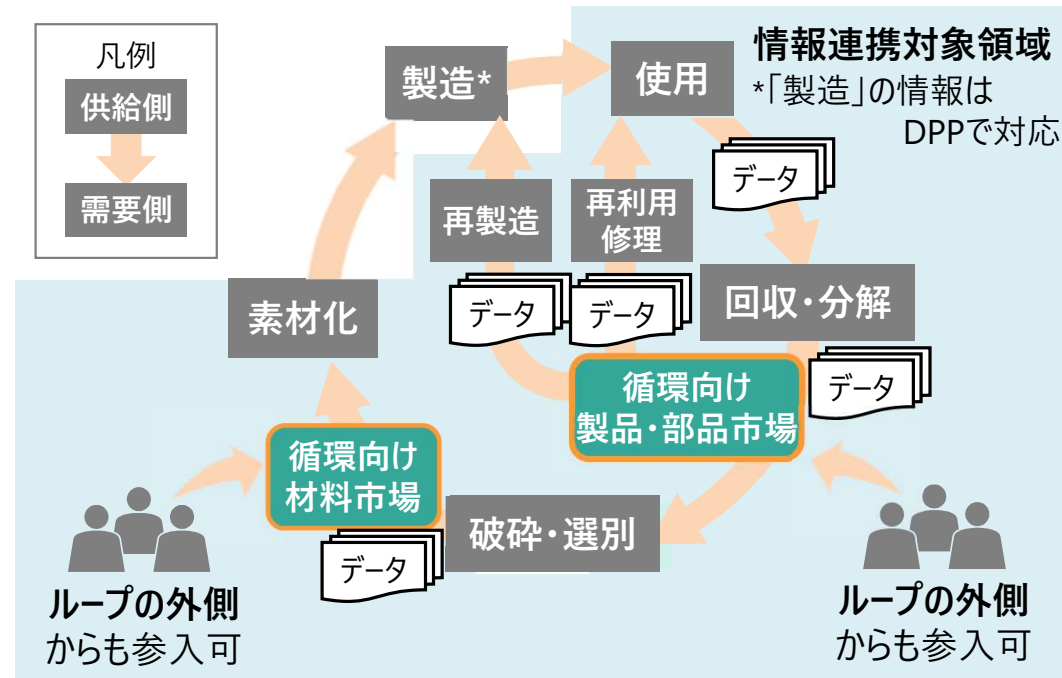 凡例
供給側
需要側
製造*
使用
情報連携対象領域
*「製造」の情報は
DPPで対応
データ
再製造
再利用
修理
素材化
データ
データ
回収・分解
データ
循環向け
製品・部品市場
循環向け
材料市場
破砕・選別
データ
ループの外側
からも参入可
ループの外側
からも参入可